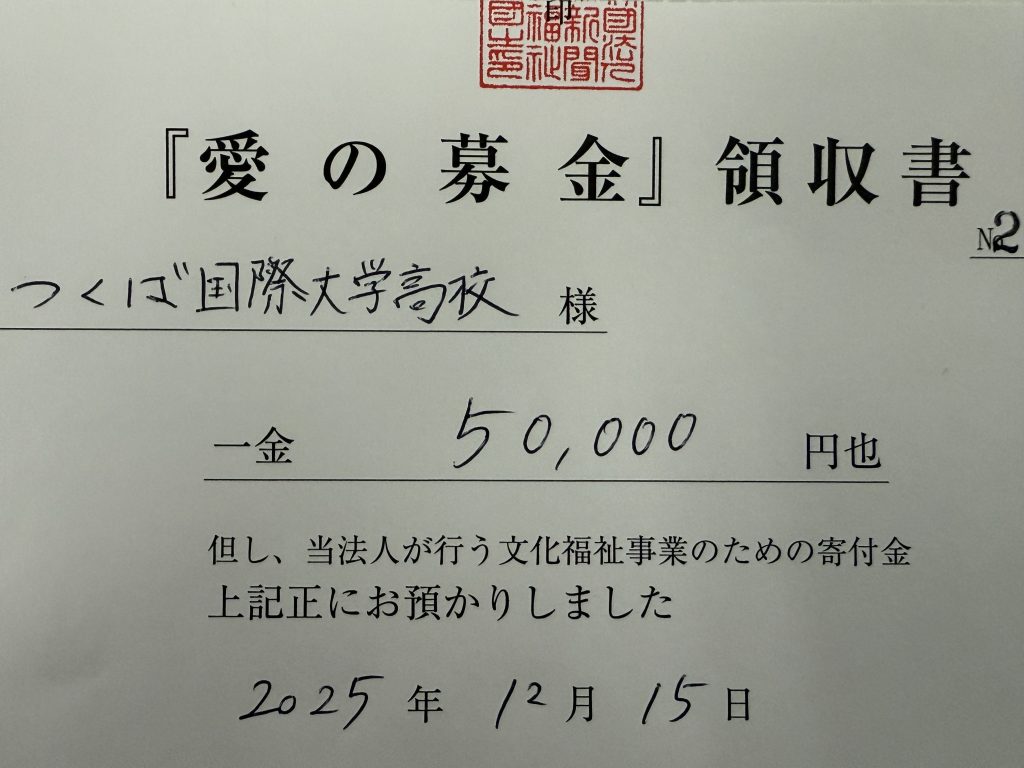 印
『愛の募金』領収書
№2
つくば国際大学高校 様
一金 50,000 円也
但し、当法人が行う文化福祉事業のための寄付金
上記正にお預かりしました
2025年 12月 15日